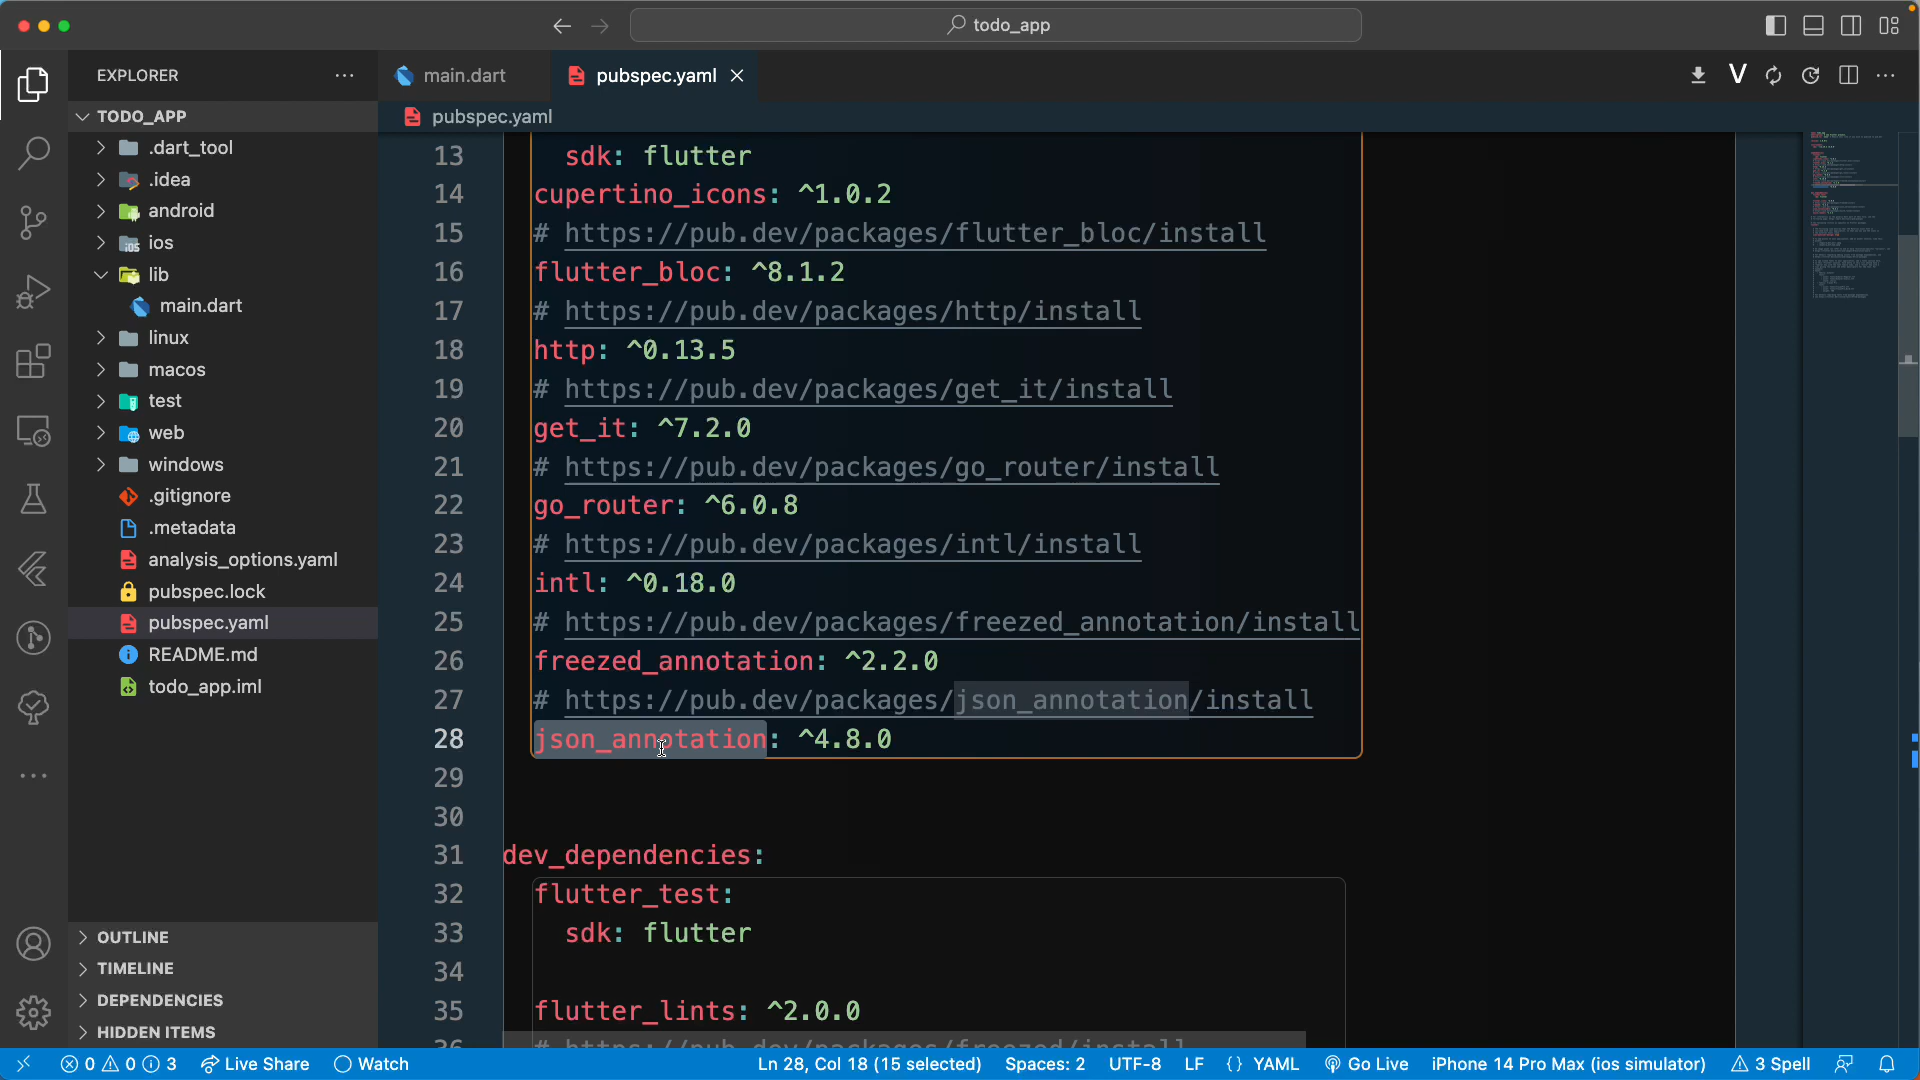 todo_app
EXPLORER
main.dart
pubspec.yaml
TODO_APP
pubspec.yaml
.dart_tool
.idea
android
ios
lib
main.dart
linux
macos
test
web
windows
.gitignore
.metadata
analysis_options.yaml
pubspec.lock
pubspec.yaml
README.md
todo_app.iml
OUTLINE
TIMELINE
DEPENDENCIES
HIDDEN ITEMS
13 sdk: flutter
14 cupertino_icons: ^1.0.2
15 # https://pub.dev/packages/flutter_bloc/install
16 flutter_bloc: ^8.1.2
17 # https://pub.dev/packages/http/install
18 http: ^0.13.5
19 # https://pub.dev/packages/get_it/install
20 get_it: ^7.2.0
21 # https://pub.dev/packages/go_router/install
22 go_router: ^6.0.8
23 # https://pub.dev/packages/intl/install
24 intl: ^0.18.0
25 # https://pub.dev/packages/freezed_annotation/install
26 freezed_annotation: ^2.2.0
27 # https://pub.dev/packages/json_annotation/install
28 json_annotation: ^4.8.0
29
30
31 dev_dependencies:
32 flutter_test:
33 sdk: flutter
34
35 flutter_lints: ^2.0.0
36 # https://pub.dev/packages/freezed/install
0 0 3 Live Share Watch Ln 28, Col 18 (15 selected) Spaces: 2 UTF-8 LF {} YAML Go Live iPhone 14 Pro Max (ios simulator) 3 Spell